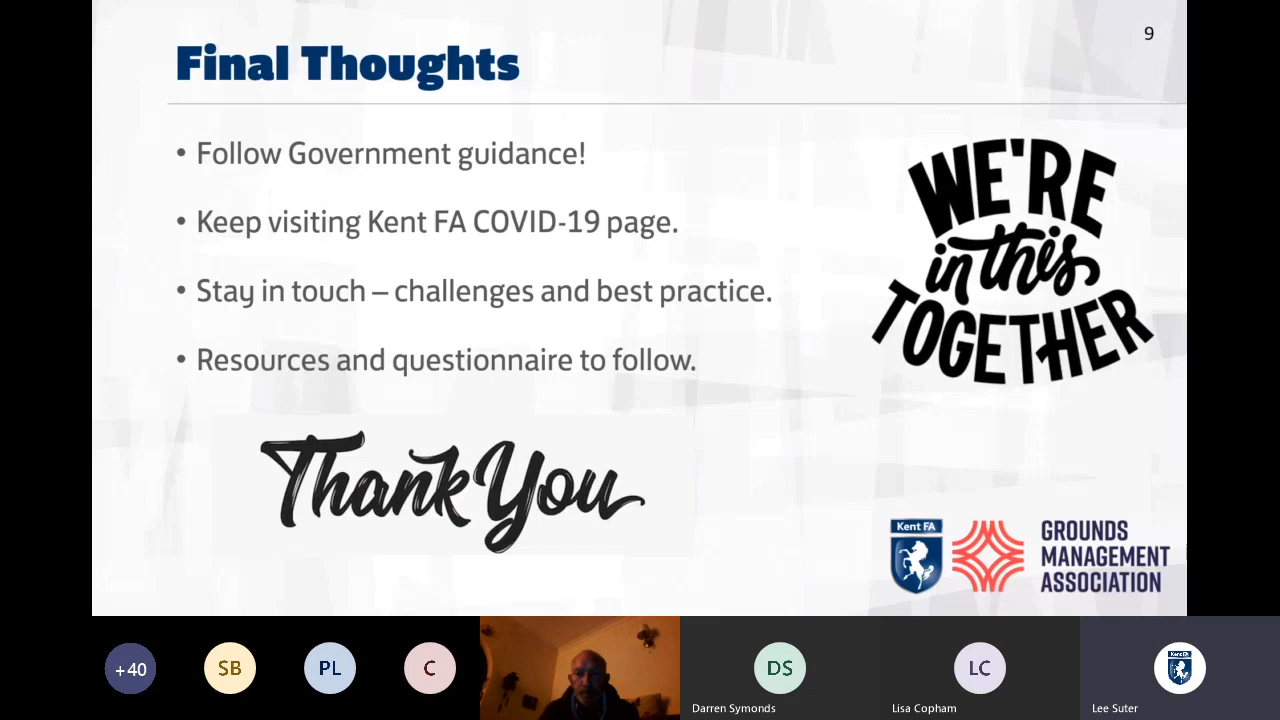 9
Final Thoughts
• Follow Government guidance!
• Keep visiting Kent FA COVID-19 page.
• Stay in touch – challenges and best practice.
• Resources and questionnaire to follow.
WE'RE
in this
TOGETHER
Thank You
Kent FA
GROUNDS
MANAGEMENT
ASSOCIATION
+40
SB
PL
C
DS
Darren Symonds
LC
Lisa Copham
Kent FA
Lee Suter